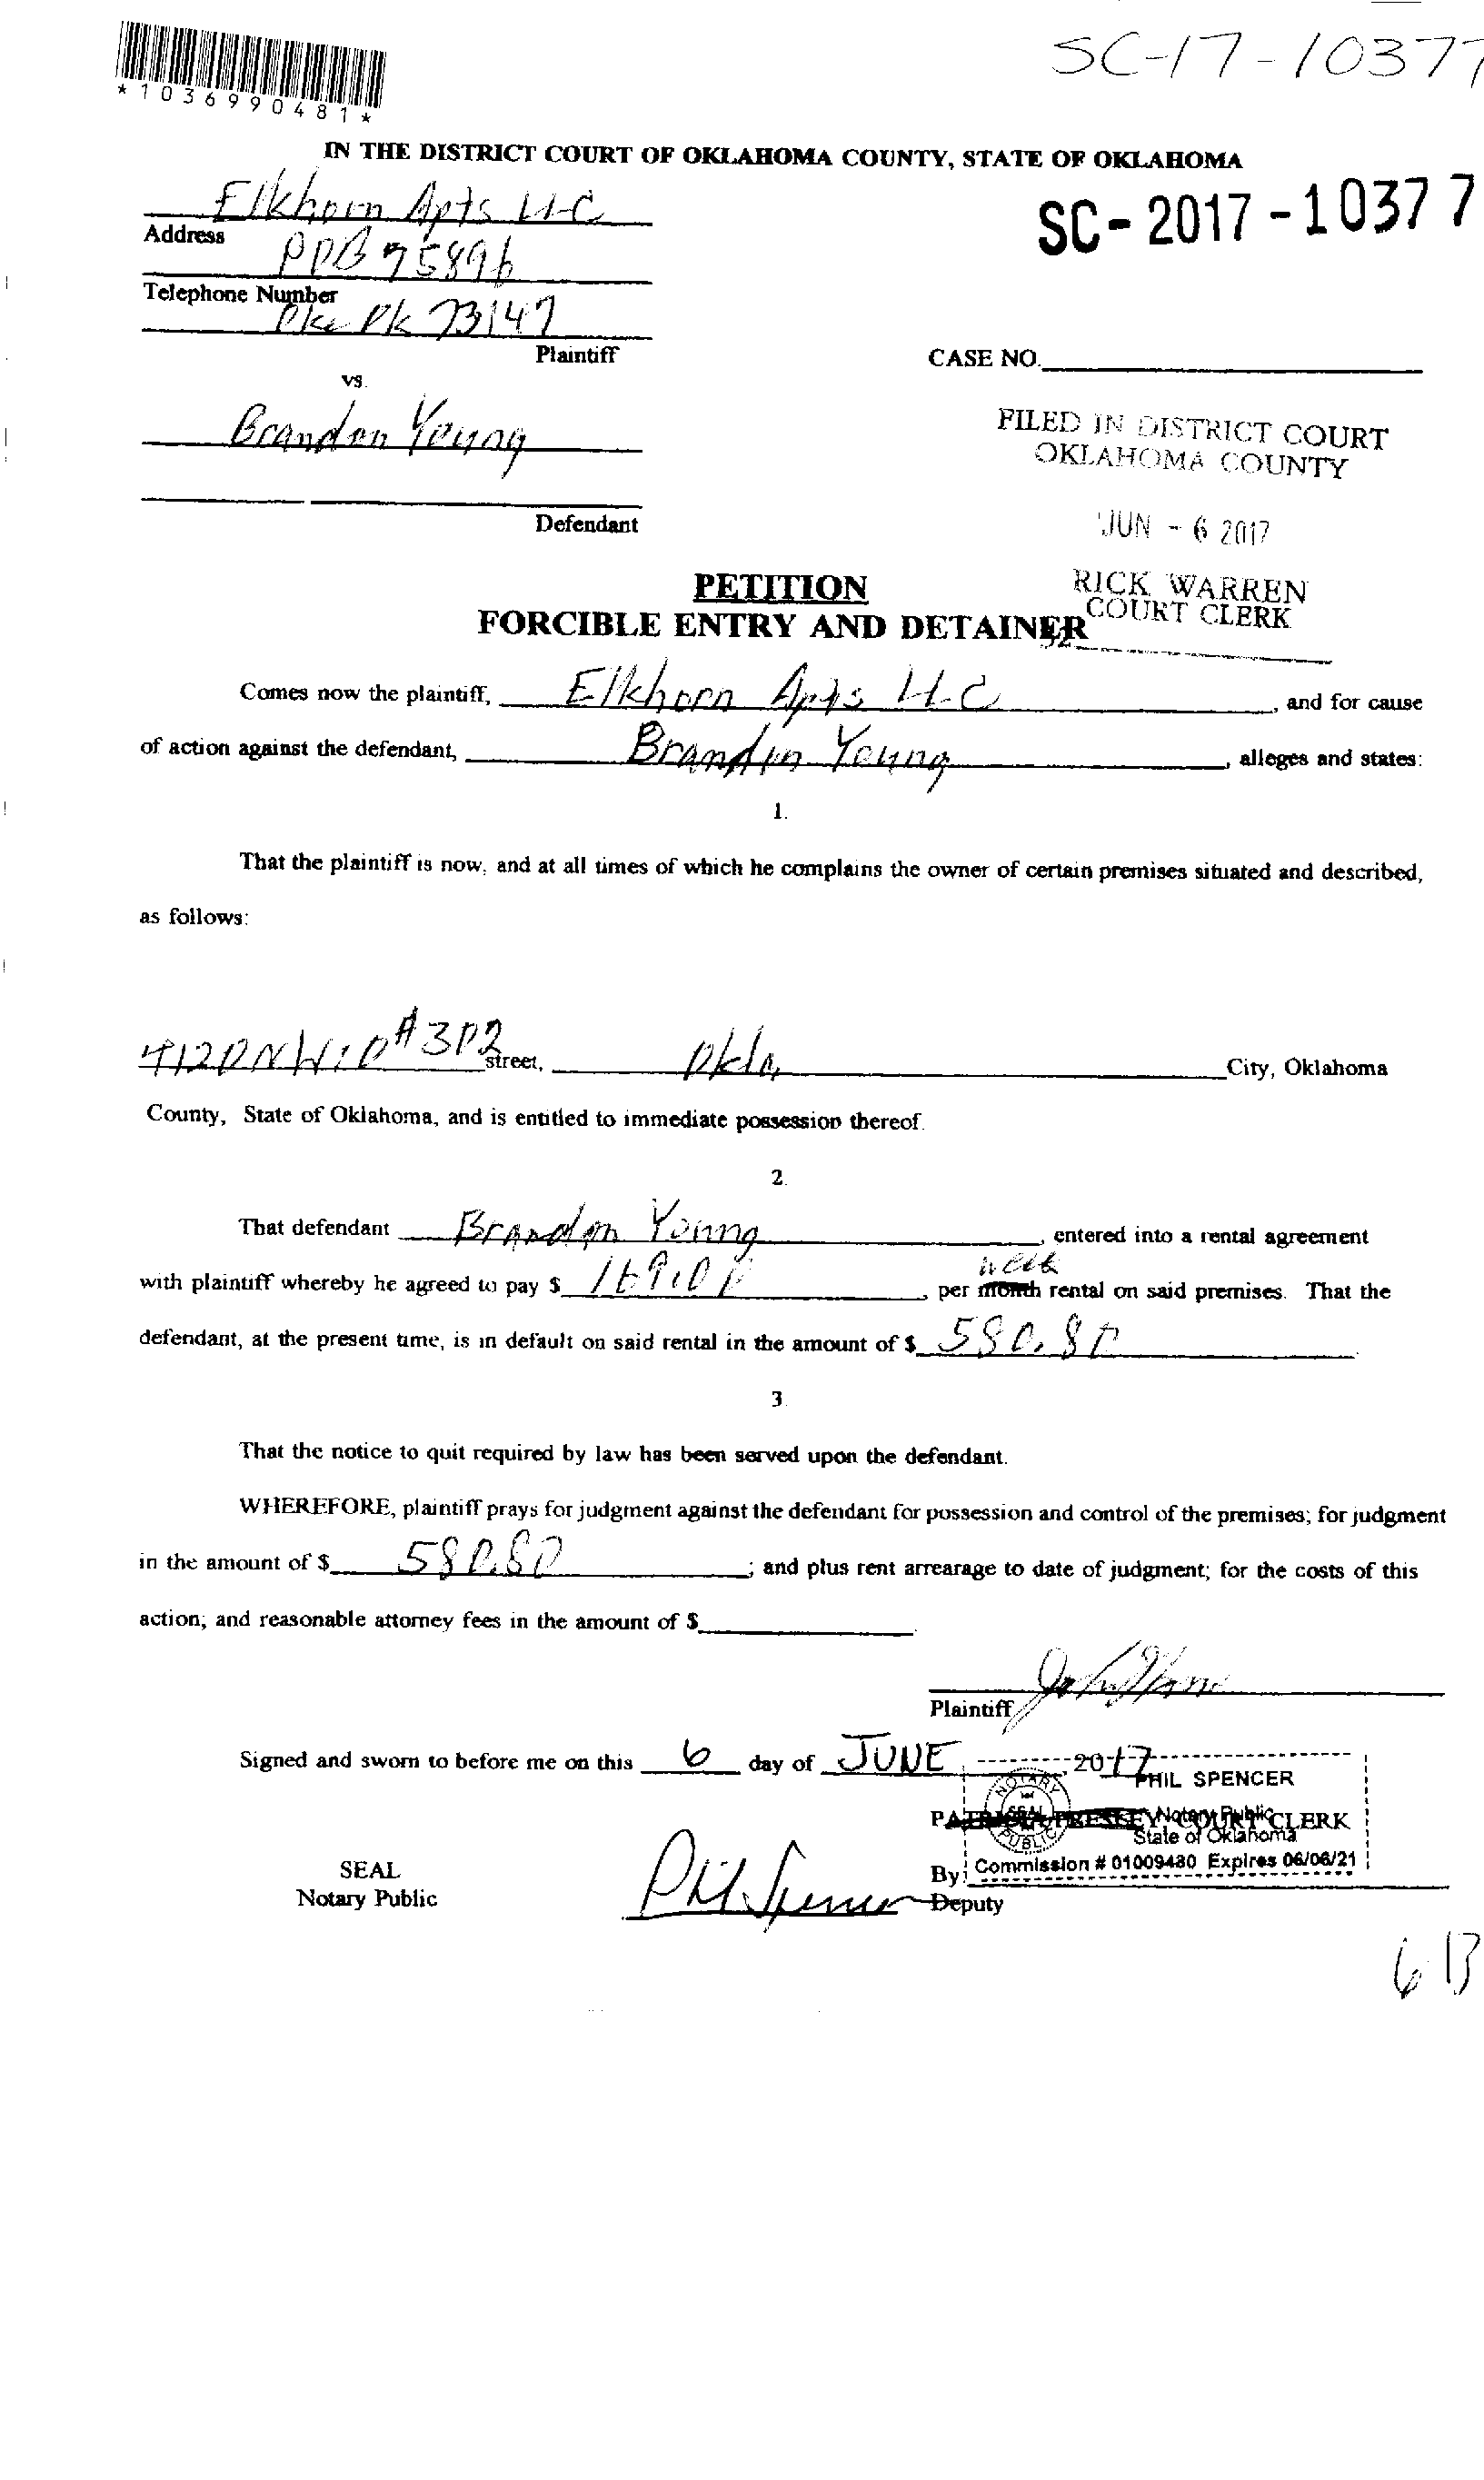 SC-17-10377
*1036990481*
IN THE DISTRICT COURT OF OKLAHOMA COUNTY, STATE OF OKLAHOMA
Elkhorn Apts LLC
SC-2017-10377
Address
POB 75896
Telephone Number
Okc Ok 73147
Plaintiff
CASE NO.
vs.
Brandon Young
FILED IN DISTRICT COURT
OKLAHOMA COUNTY
Defendant
JUN - 6 2017
PETITION
RICK WARREN
FORCIBLE ENTRY AND DETAINER
COURT CLERK
Comes now the plaintiff, Elkhorn Apts LLC, and for cause
of action against the defendant, Brandon Young, alleges and states:
1.
That the plaintiff is now, and at all times of which he complains the owner of certain premises situated and described,
as follows:
4120 NW 10 #302 street, Okla City, Oklahoma
County, State of Oklahoma, and is entitled to immediate possession thereof.
2.
That defendant Brandon Young, entered into a rental agreement
week
with plaintiff whereby he agreed to pay $ 169.00, per month rental on said premises. That the
defendant, at the present time, is in default on said rental in the amount of $ 580.80
3.
That the notice to quit required by law has been served upon the defendant.
WHEREFORE, plaintiff prays for judgment against the defendant for possession and control of the premises; for judgment
in the amount of $ 580.80; and plus rent arrearage to date of judgment; for the costs of this
action; and reasonable attorney fees in the amount of $
Plaintiff
Signed and sworn to before me on this 6 day of JUNE, 2017
PHIL SPENCER
PATRICIA PRESLEY, COURT CLERK
NOTARY SEAL PUBLIC
Notary Public
State of Oklahoma
Commission # 01009480 Expires 06/06/21
SEAL
By
Notary Public
Phil Spencer
Deputy
6 13